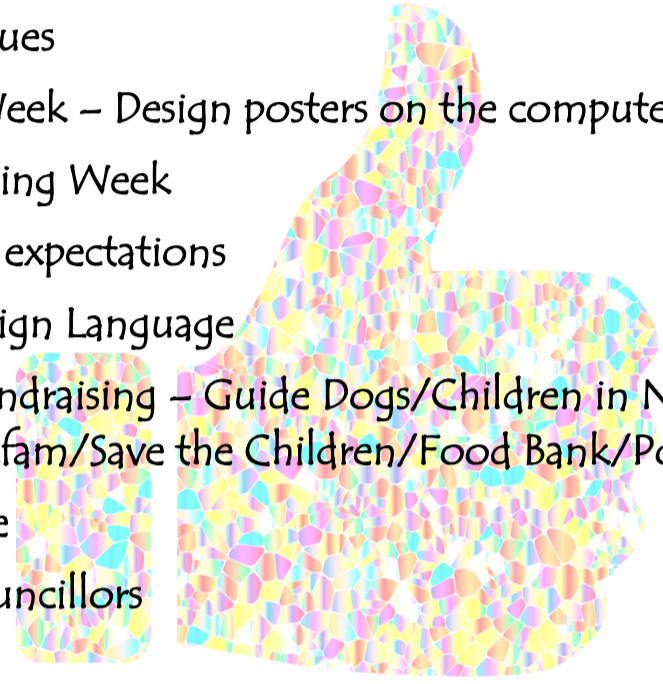 ues
Week – Design posters on the compute
ing Week
expectations
ign Language
ndraising – Guide Dogs/Children in N
fam/Save the Children/Food Bank/Po
e
uncillors